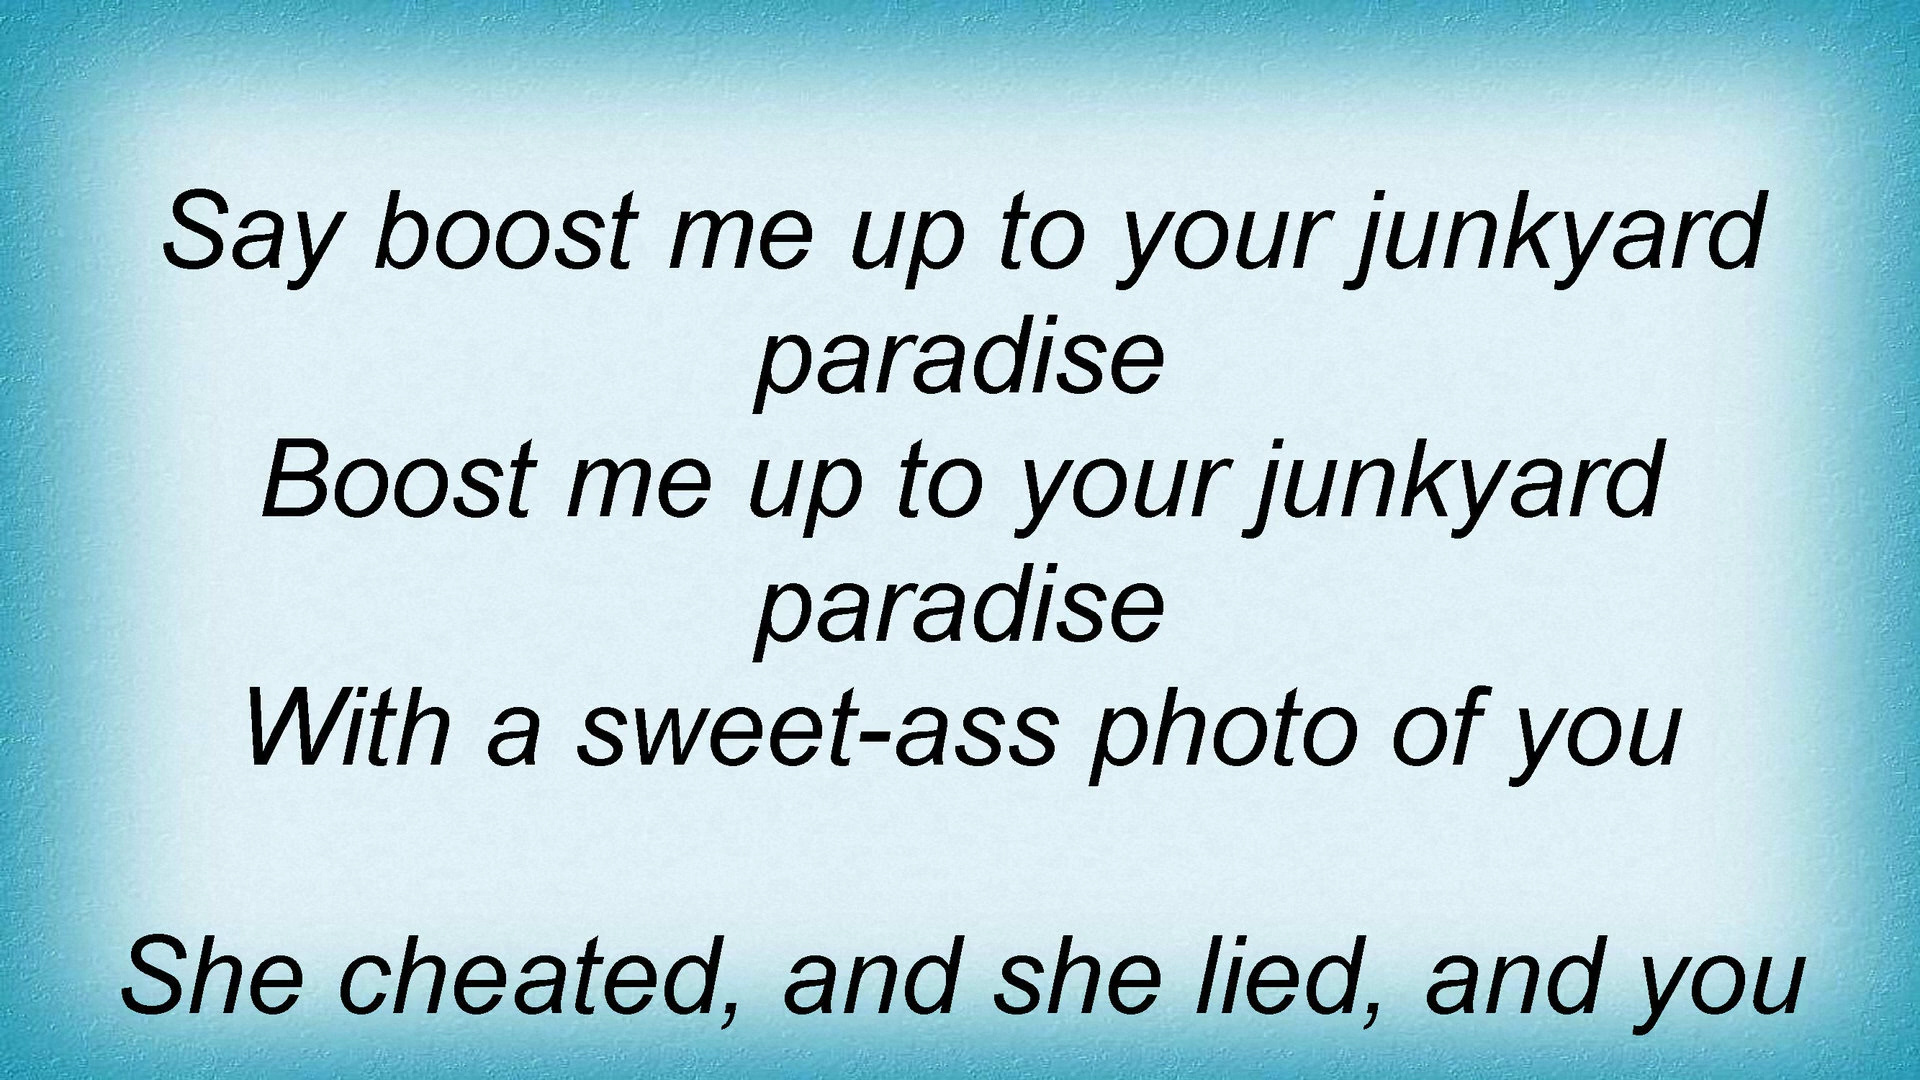 Say boost me up to your junkyard
paradise
Boost me up to your junkyard
paradise
With a sweet-ass photo of you
She cheated, and she lied, and you